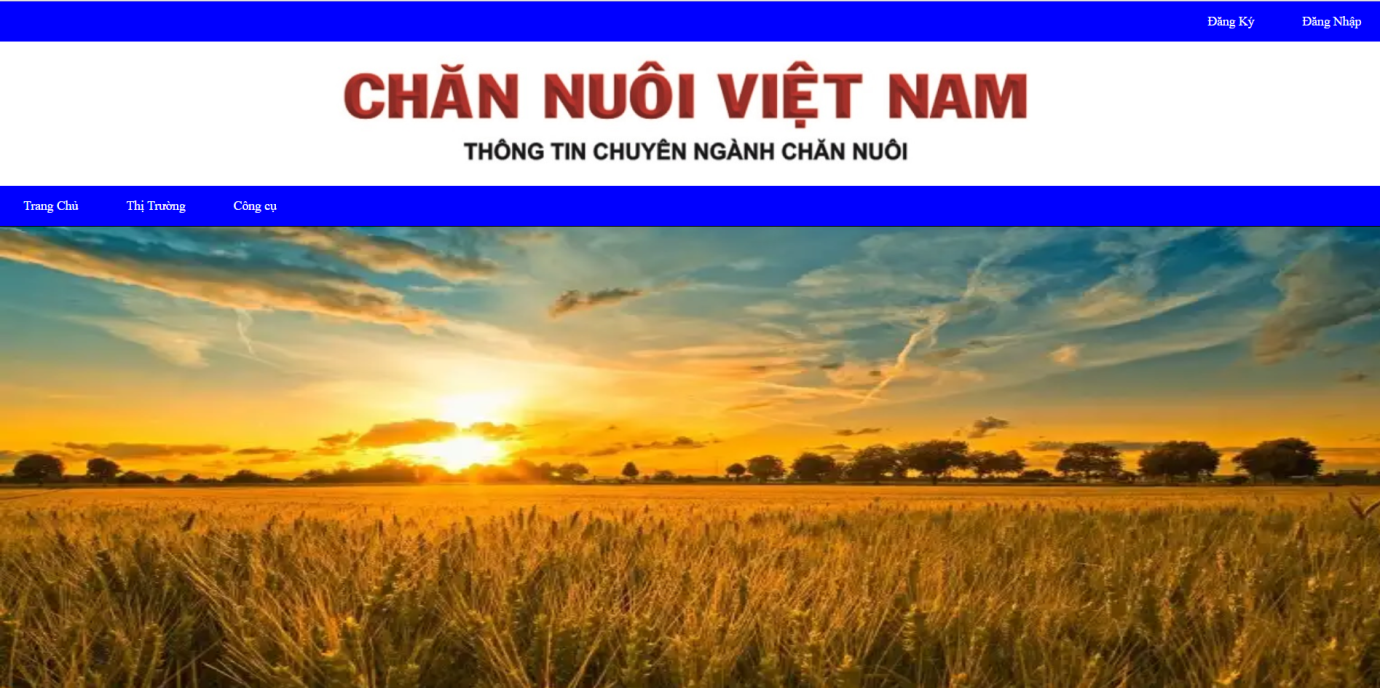 Đăng Ký Đăng Nhập
CHĂN NUÔI VIỆT NAM
THÔNG TIN CHUYÊN NGÀNH CHĂN NUÔI
Trang Chủ Thị Trường Công cụ